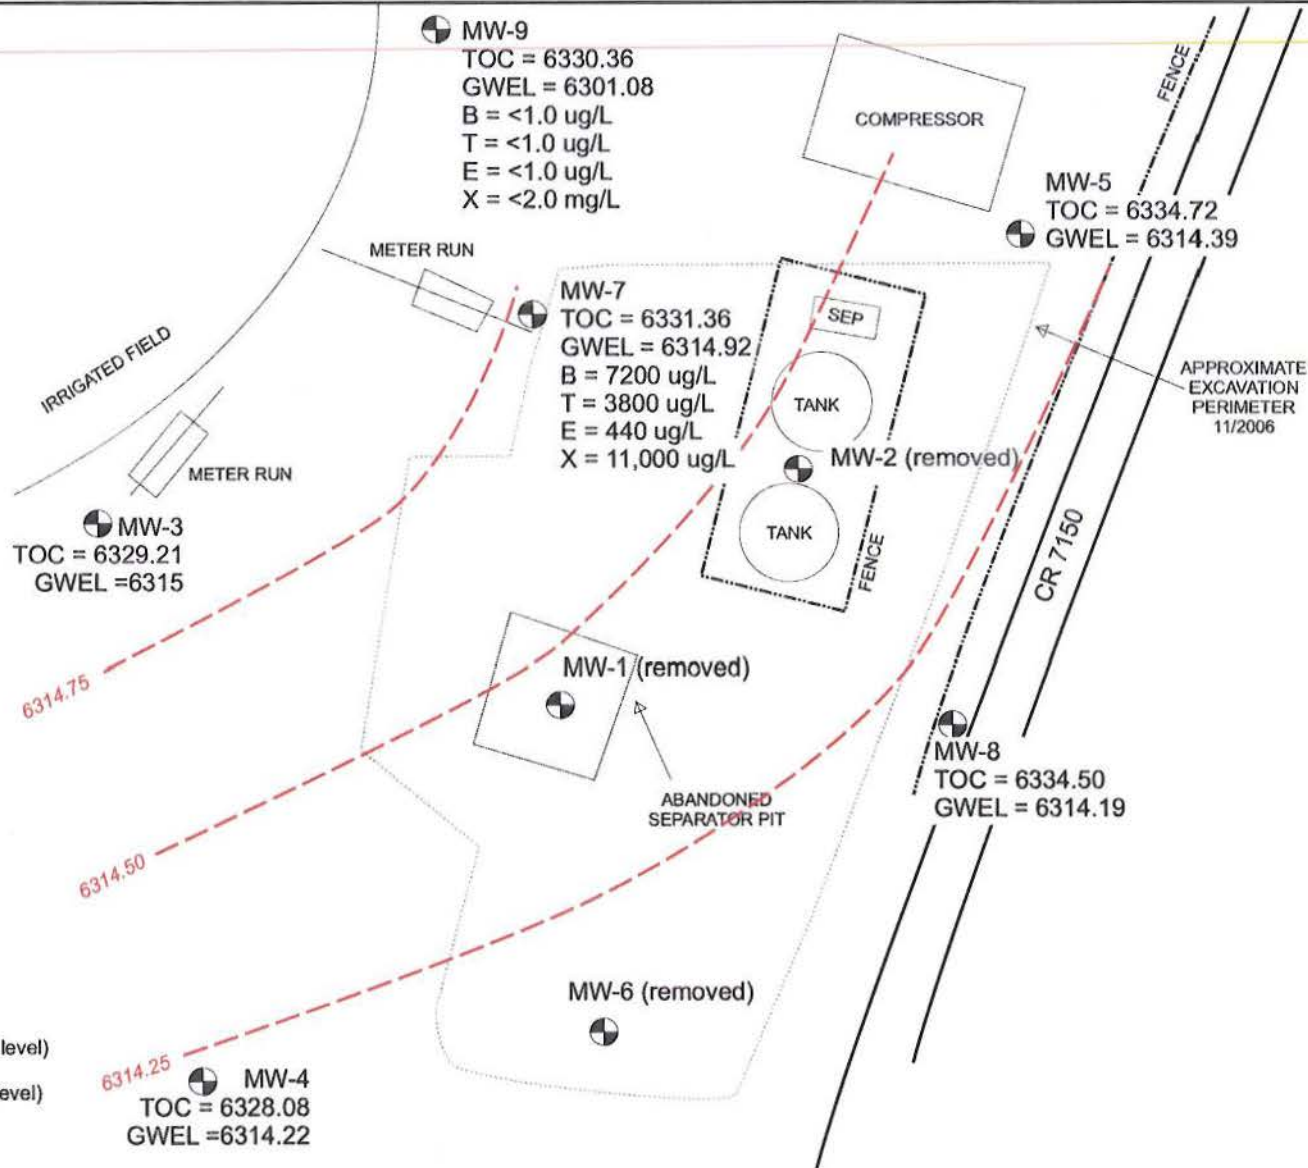 MW-9
TOC = 6330.36
GWEL = 6301.08
B = <1.0 ug/L
T = <1.0 ug/L
E = <1.0 ug/L
X = <2.0 mg/L
COMPRESSOR
FENCE
MW-5
TOC = 6334.72
GWEL = 6314.39
METER RUN
MW-7
TOC = 6331.36
GWEL = 6314.92
B = 7200 ug/L
T = 3800 ug/L
E = 440 ug/L
X = 11,000 ug/L
SEP
TANK
IRRIGATED FIELD
APPROXIMATE
EXCAVATION
PERIMETER
11/2006
METER RUN
MW-2 (removed)
MW-3
TOC = 6329.21
GWEL =6315
TANK
FENCE
CR 7150
6314.75
MW-1 (removed)
MW-8
TOC = 6334.50
GWEL = 6314.19
ABANDONED
SEPARATOR PIT
6314.50
MW-6 (removed)
level)
6314.25
evel)
MW-4
TOC = 6328.08
GWEL =6314.22